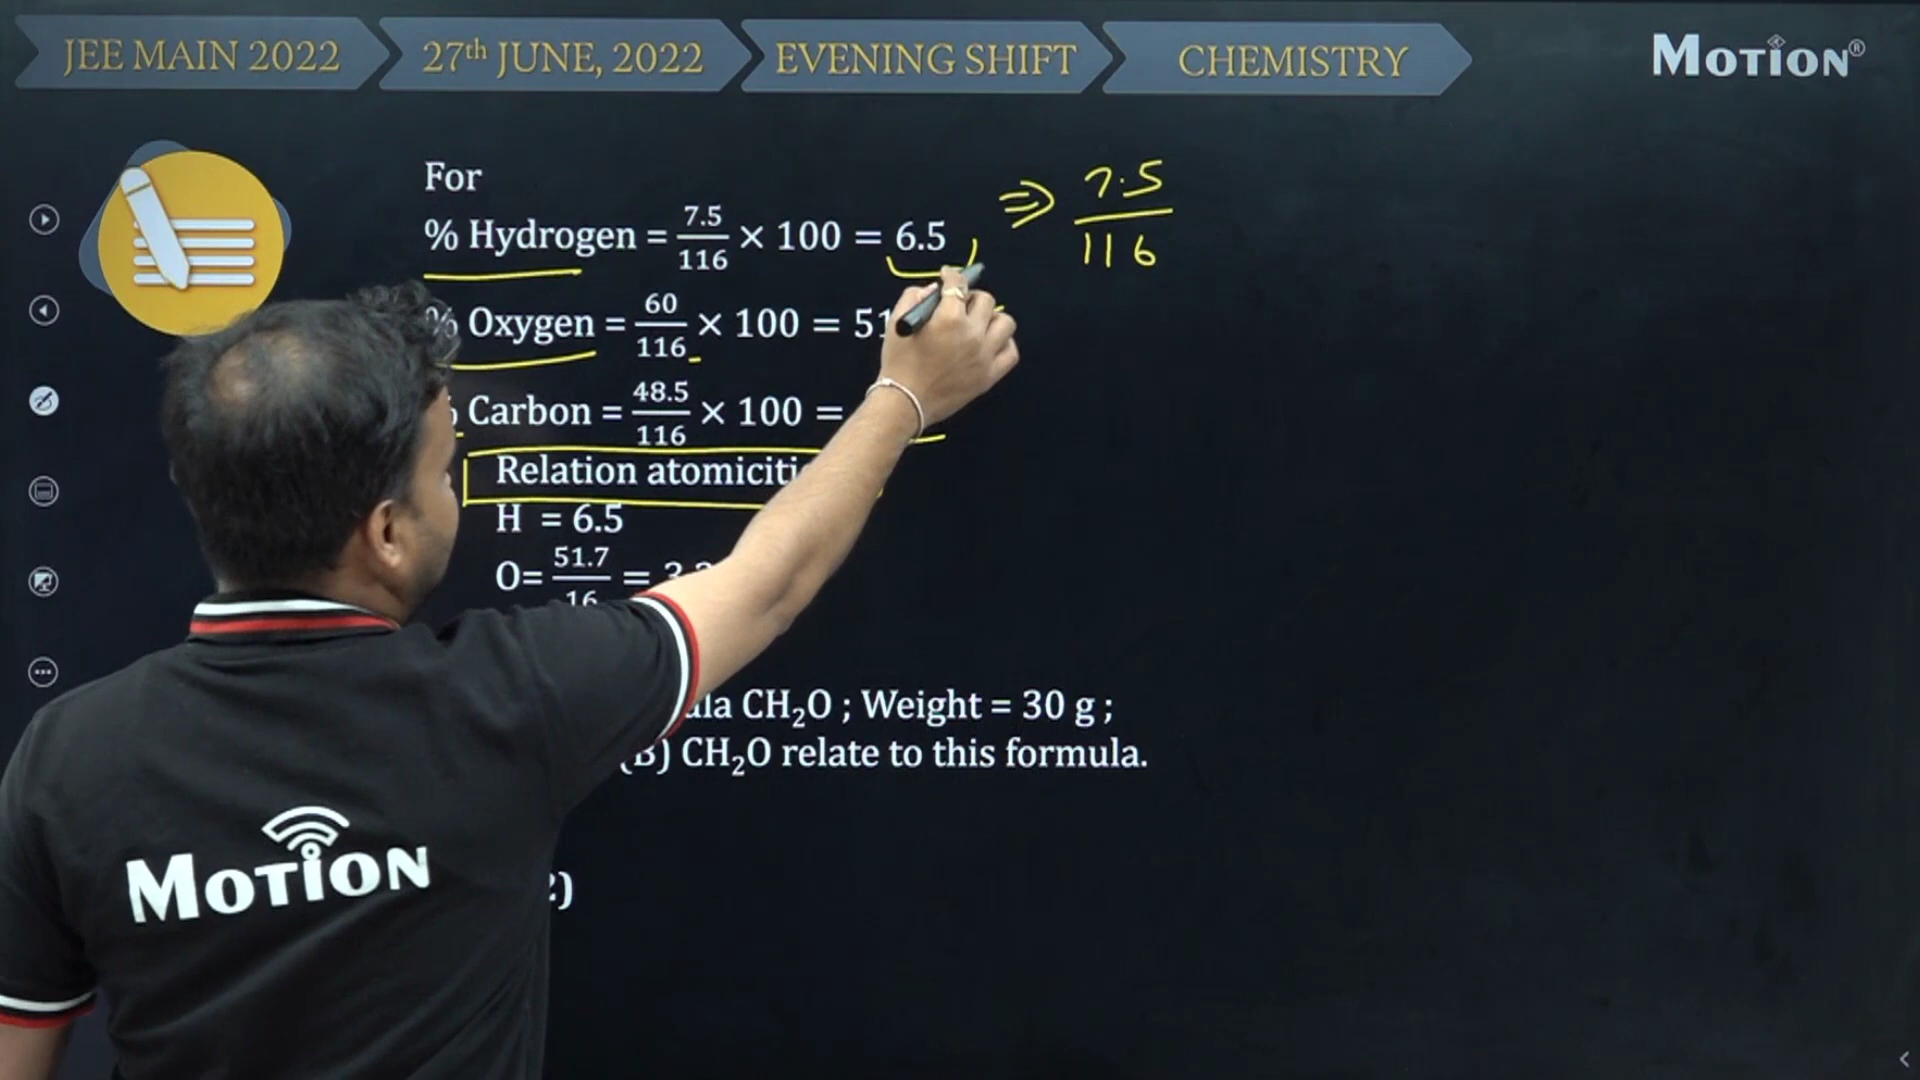 JEE MAIN 2022 27th JUNE, 2022 EVENING SHIFT CHEMISTRY MOTION®
For
% Hydrogen = 7.5/116 × 100 = 6.5
⇒ 7.5/116
% Oxygen = 60/116 × 100 = 51
Carbon = 48.5/116 × 100 =
Relation
H = 6.5
O= 51.7/16 =
CH₂O ; Weight = 30 g ;
(B) CH₂O relate to this formula.
MOTION